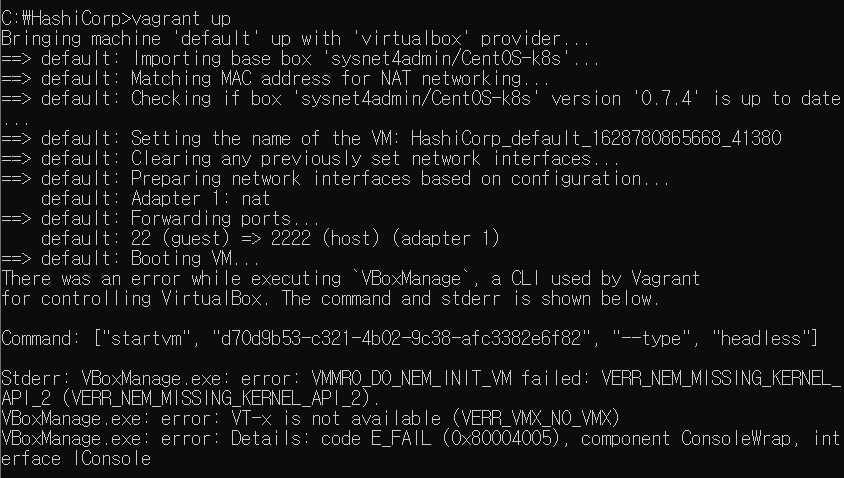 C:₩HashiCorp>vagrant up
Bringing machine 'default' up with 'virtualbox' provider...
==> default: Importing base box 'sysnet4admin/CentOS-k8s'...
==> default: Matching MAC address for NAT networking...
==> default: Checking if box 'sysnet4admin/CentOS-k8s' version '0.7.4' is up to date
...
==> default: Setting the name of the VM: HashiCorp_default_1628780865668_41380
==> default: Clearing any previously set network interfaces...
==> default: Preparing network interfaces based on configuration...
    default: Adapter 1: nat
==> default: Forwarding ports...
    default: 22 (guest) => 2222 (host) (adapter 1)
==> default: Booting VM...
There was an error while executing `VBoxManage`, a CLI used by Vagrant
for controlling VirtualBox. The command and stderr is shown below.

Command: ["startvm", "d70d9b53-c321-4b02-9c38-afc3382e6f82", "--type", "headless"]

Stderr: VBoxManage.exe: error: VMMR0_DO_NEM_INIT_VM failed: VERR_NEM_MISSING_KERNEL_
API_2 (VERR_NEM_MISSING_KERNEL_API_2).
VBoxManage.exe: error: VT-x is not available (VERR_VMX_NO_VMX)
VBoxManage.exe: error: Details: code E_FAIL (0x80004005), component ConsoleWrap, int
erface IConsole